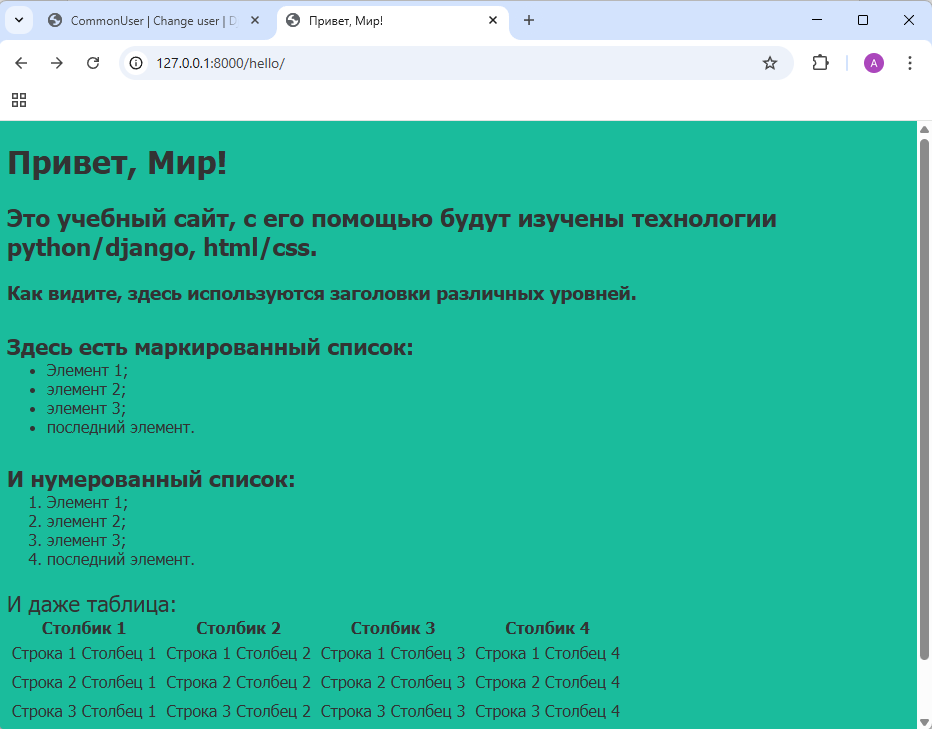 CommonUser | Change user | D
Привет, Мир!
127.0.0.1:8000/hello/
A
Привет, Мир!
Это учебный сайт, с его помощью будут изучены технологии
python/django, html/css.
Как видите, здесь используются заголовки различных уровней.
Здесь есть маркированный список:
• Элемент 1;
• элемент 2;
• элемент 3;
• последний элемент.
И нумерованный список:
1. Элемент 1;
2. элемент 2;
3. элемент 3;
4. последний элемент.
И даже таблица:
Столбик 1 Столбик 2 Столбик 3 Столбик 4
Строка 1 Столбец 1 Строка 1 Столбец 2 Строка 1 Столбец 3 Строка 1 Столбец 4
Строка 2 Столбец 1 Строка 2 Столбец 2 Строка 2 Столбец 3 Строка 2 Столбец 4
Строка 3 Столбец 1 Строка 3 Столбец 2 Строка 3 Столбец 3 Строка 3 Столбец 4